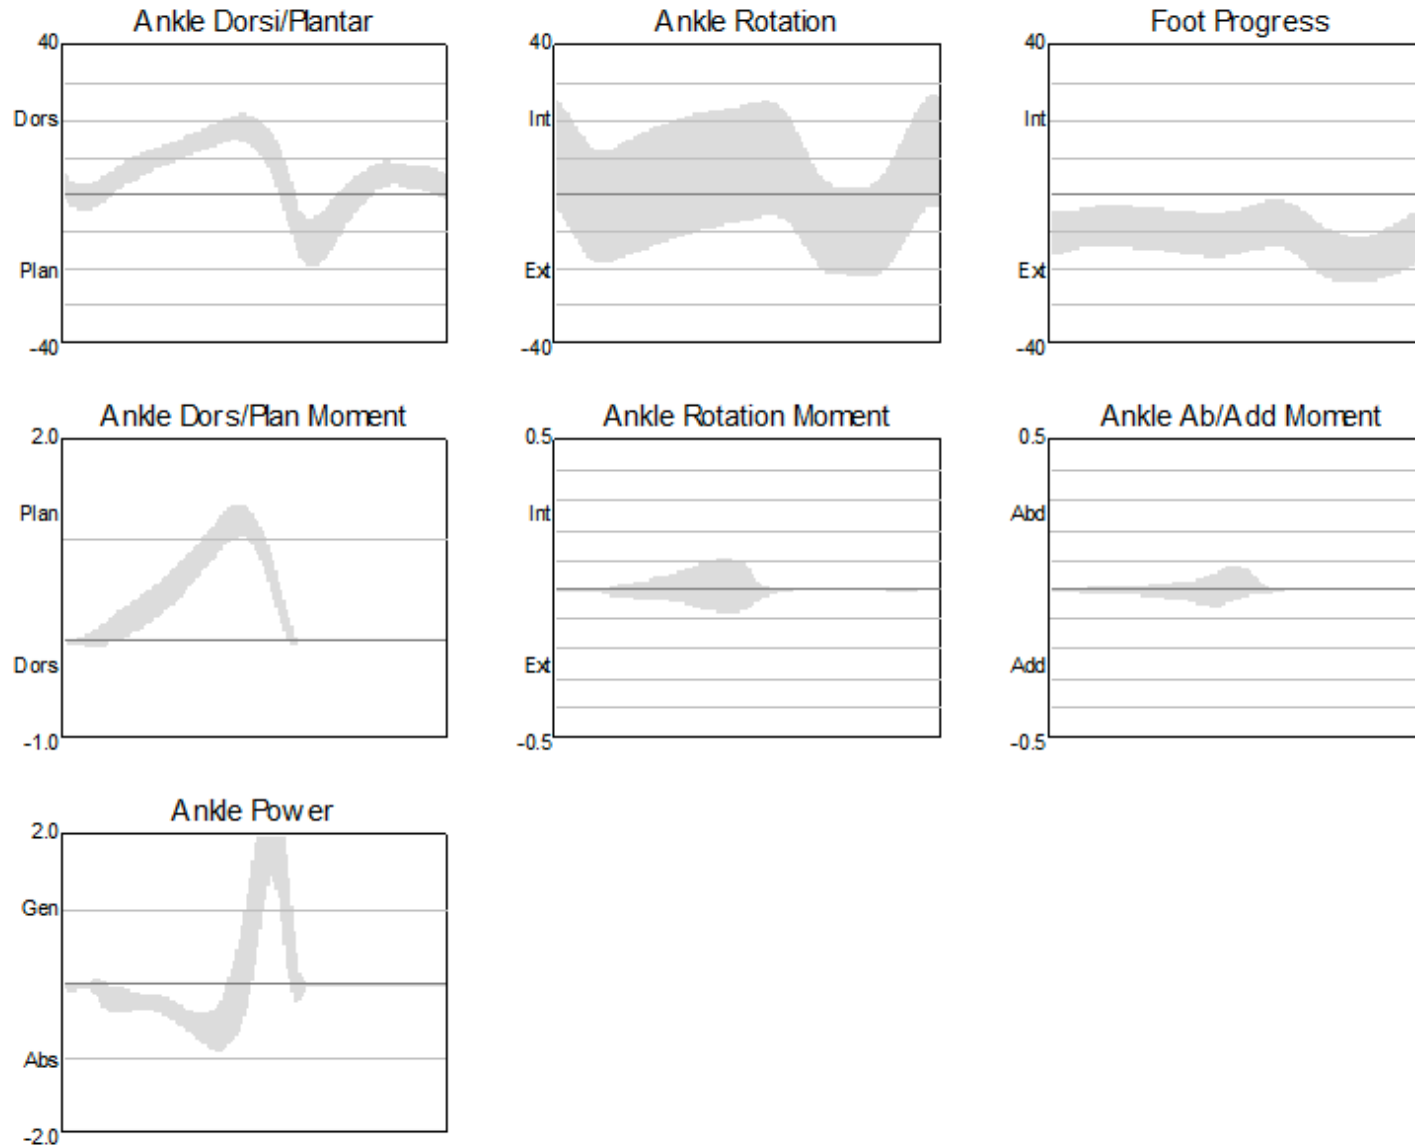 Ankle Dorsi/Plantar
40
Dors
Plan
-40
Ankle Rotation
40
Int
Ext
-40
Foot Progress
40
Int
Ext
-40
Ankle Dors/Plan Moment
2.0
Plan
Dors
-1.0
Ankle Rotation Moment
0.5
Int
Ext
-0.5
Ankle Ab/Add Moment
0.5
Abd
Add
-0.5
Ankle Power
2.0
Gen
Abs
-2.0